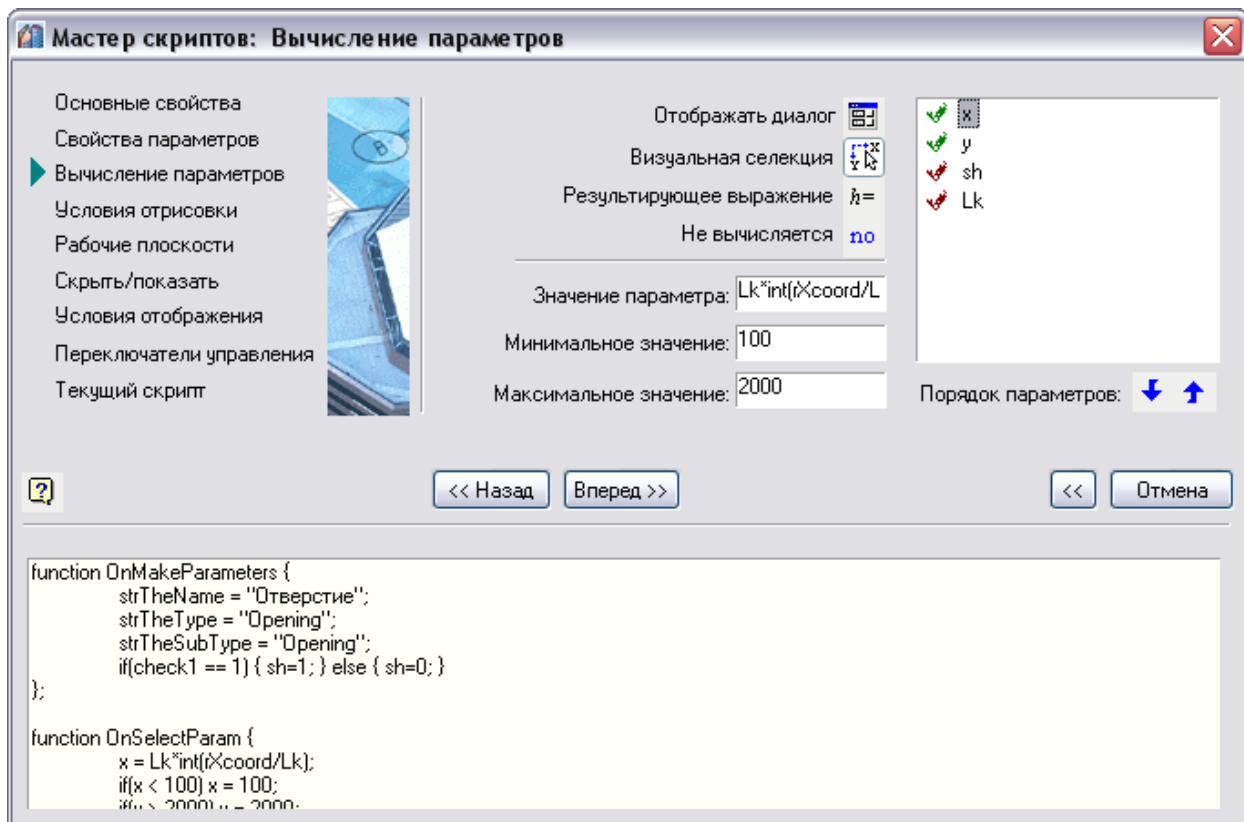 Мастер скриптов: Вычисление параметров
Основные свойства
Свойства параметров
Вычисление параметров
Условия отрисовки
Рабочие плоскости
Скрыть/показать
Условия отображения
Переключатели управления
Текущий скрипт
B
Отображать диалог
Визуальная селекция
Результирующее выражение h=
Не вычисляется no
Значение параметра: Lk*int(rXcoord/L
Минимальное значение: 100
Максимальное значение: 2000
x
y
sh
Lk
Порядок параметров:
?
<< Назад
Вперед >>
<<
Отмена
function OnMakeParameters {
strTheName = "Отверстие";
strTheType = "Opening";
strTheSubType = "Opening";
if(check1 == 1) { sh=1; } else { sh=0; }
};
function OnSelectParam {
x = Lk*int(rXcoord/Lk);
if(x < 100) x = 100;